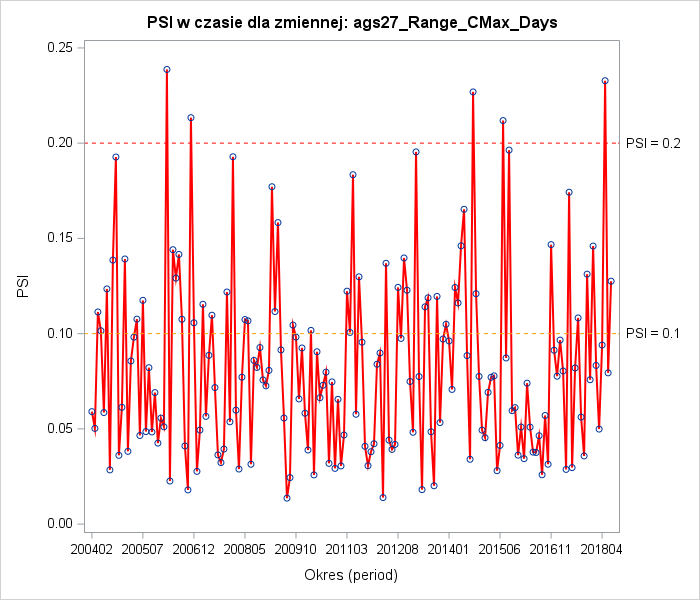 PSI w czasie dla zmiennej: ags27_Range_CMax_Days
0.25
0.20
0.15
0.10
0.05
0.00
PSI
PSI = 0.2
PSI = 0.1
200402 200507 200612 200805 200910 201103 201208 201401 201506 201611 201804
Okres (period)